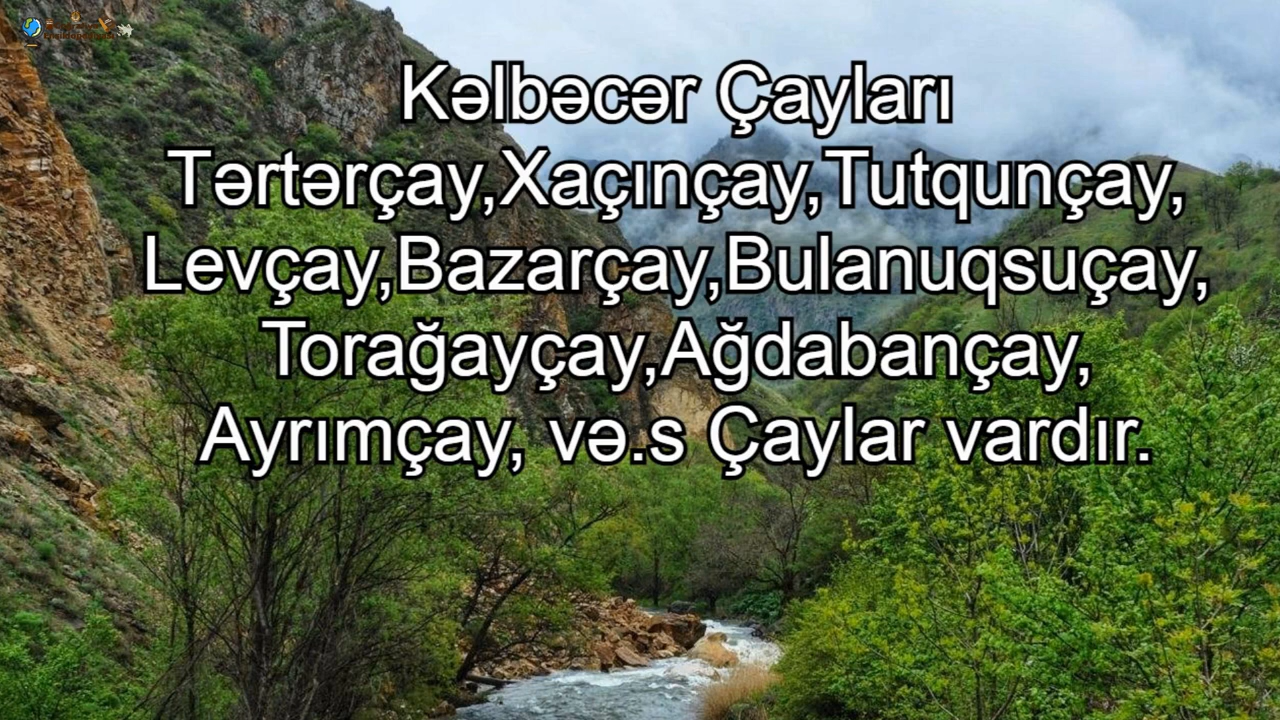 Kəlbəcər Çayları
Tərtərçay,Xaçınçay,Tutqunçay,
Levçay,Bazarçay,Bulanuqsuçay,
Torağayçay,Ağdabançay,
Ayrımçay, və.s Çaylar vardır.